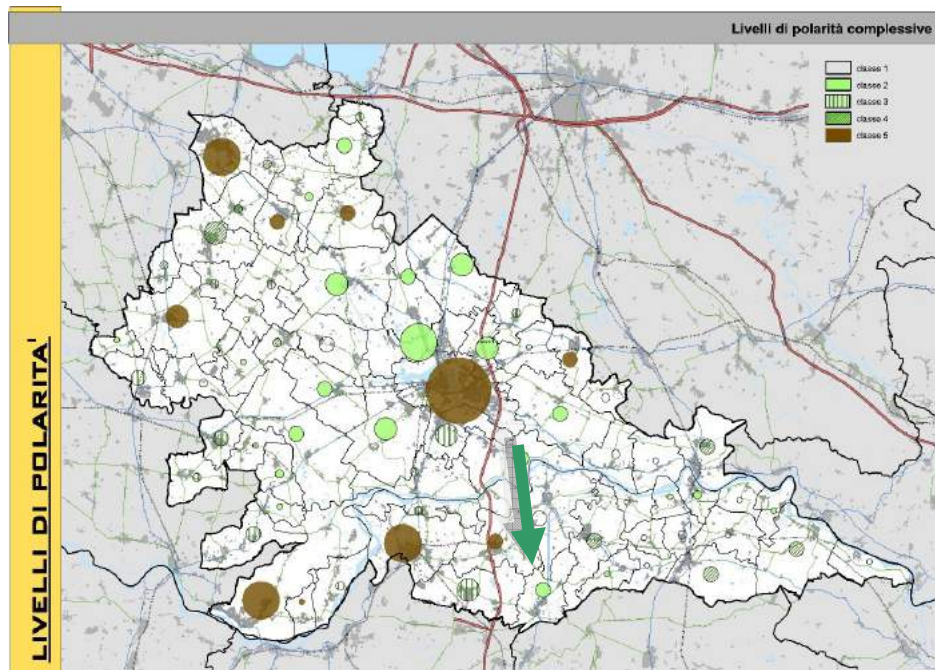 Livelli di polarità complessive
classe 1
classe 2
classe 3
classe 4
classe 5
LIVELLI DI POLARITA'